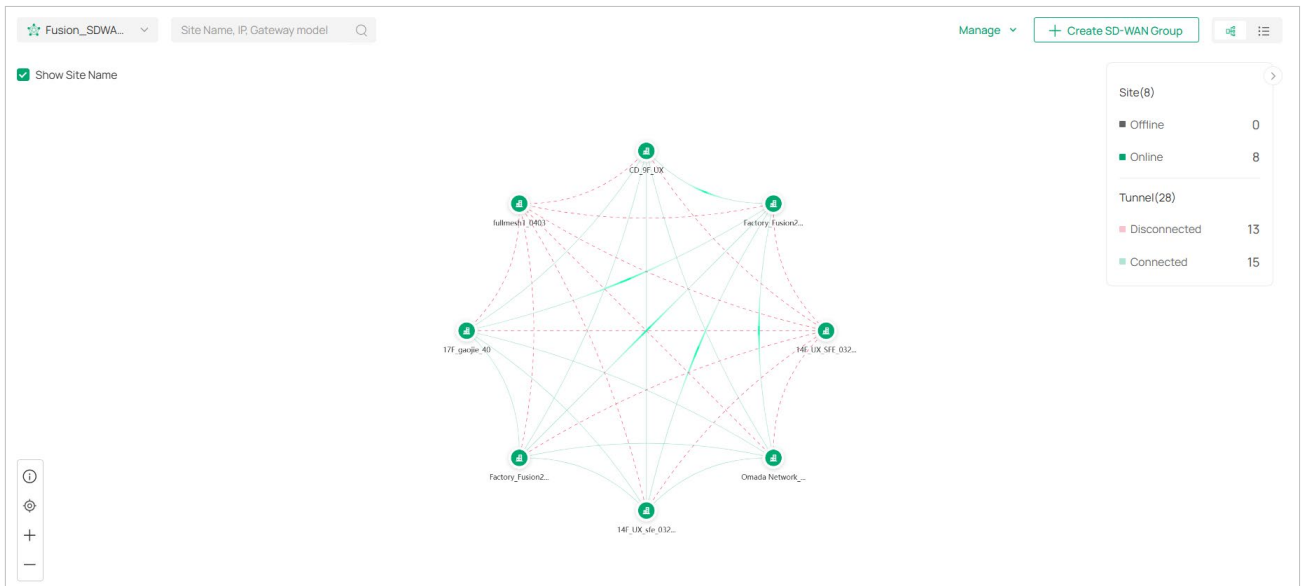 Fusion_SDWA...
Site Name, IP, Gateway model
Manage
Create SD-WAN Group
Show Site Name
Site(8)
Offline 0
Online 8
Tunnel(28)
Disconnected 13
Connected 15
CD_9F_UX
fullmesh1_0403
Factory_Fusion2...
17F_gaojie_40
14F_UX_SFE_032...
Factory_Fusion2...
Omada Network_...
14F_UX_sfe_032...